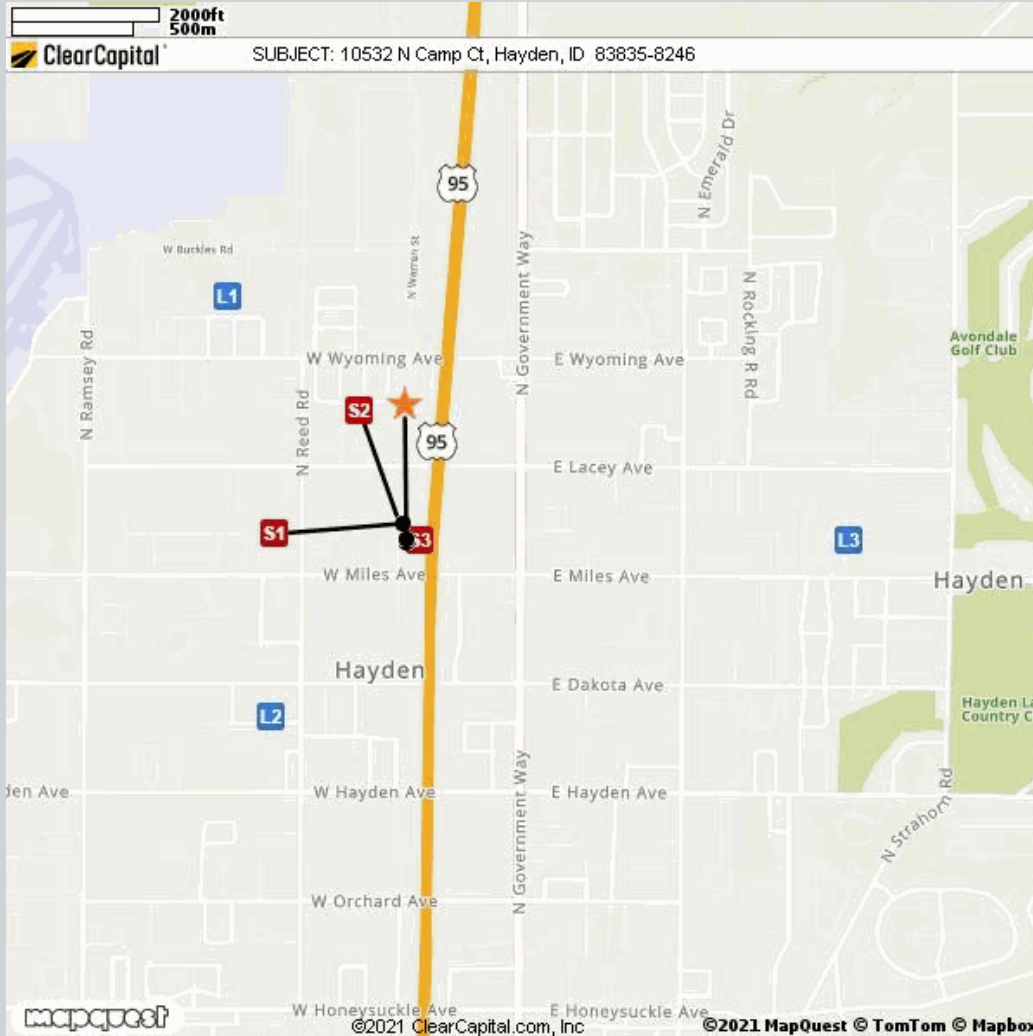 2000ft
500m
ClearCapital
SUBJECT: 10532 N Camp Ct, Hayden, ID 83835-8246
N Emerald Dr
95
N Warren St
W Buckles Rd
N Government Way
L1
N Rocking R Rd
N Ramsey Rd
Avondale
Golf Club
W Wyoming Ave
E Wyoming Ave
S2
N Reed Rd
95
E Lacey Ave
S1
S3
L3
W Miles Ave
E Miles Ave
Hayden
Hayden
E Dakota Ave
L2
Hayden La
Country C
N Government Way
den Ave
W Hayden Ave
E Hayden Ave
N Strahorn Rd
W Orchard Ave
W Honeysuckle Ave
E Honeysuckle Ave
mapquest
©2021 ClearCapital.com, Inc
©2021 MapQuest © TomTom © Mapbo